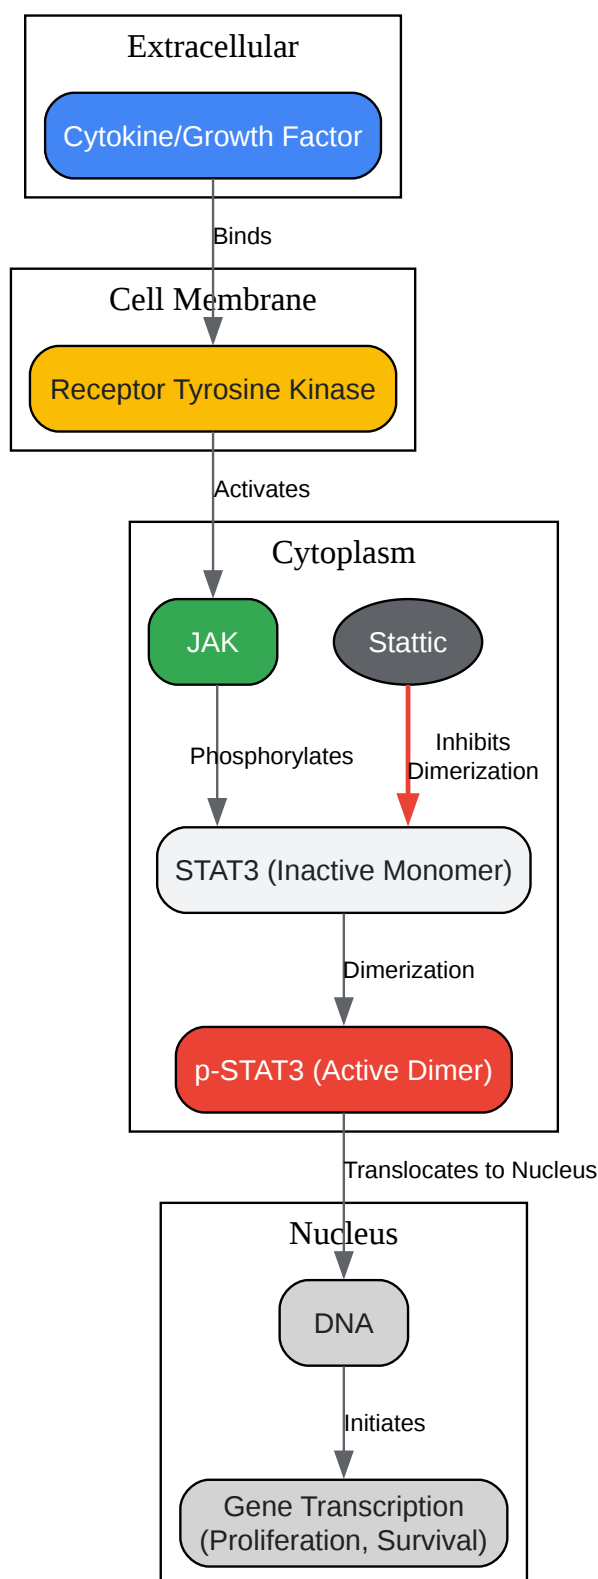 Extracellular
Cytokine/Growth Factor
Binds
Cell Membrane
Receptor Tyrosine Kinase
Activates
Cytoplasm
JAK
Stattic
Phosphorylates
Inhibits
Dimerization
STAT3 (Inactive Monomer)
Dimerization
p-STAT3 (Active Dimer)
Translocates to Nucleus
Nucleus
DNA
Initiates
Gene Transcription
(Proliferation, Survival)